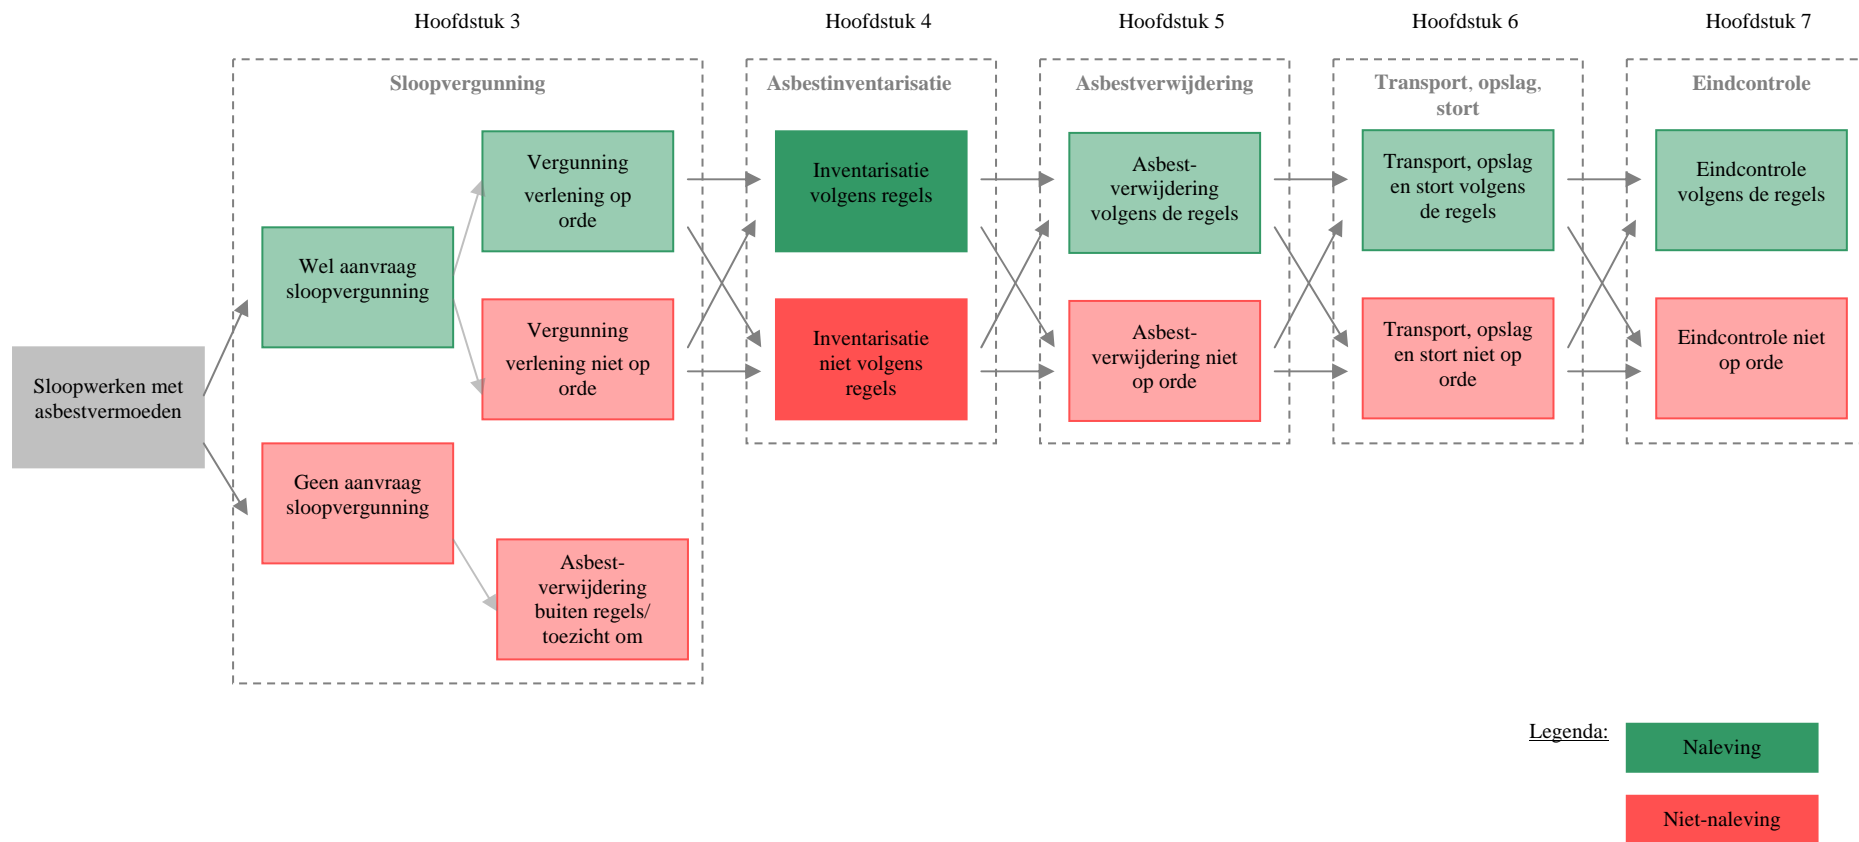 Hoofdstuk 3
Hoofdstuk 4
Hoofdstuk 5
Hoofdstuk 6
Hoofdstuk 7
Sloopvergunning
Asbestinventarisatie
Asbestverwijdering
Transport, opslag,
stort
Eindcontrole
Sloopwerken met
asbestvermoeden
Wel aanvraag
sloopvergunning
Geen aanvraag
sloopvergunning
Vergunning
verlening op
orde
Vergunning
verlening niet op
orde
Asbest-
verwijdering
buiten regels/
toezicht om
Inventarisatie
volgens regels
Inventarisatie
niet volgens
regels
Asbest-
verwijdering
volgens de regels
Asbest-
verwijdering niet
op orde
Transport, opslag
en stort volgens
de regels
Transport, opslag
en stort niet op
orde
Eindcontrole
volgens de regels
Eindcontrole niet
op orde
Legenda:
Naleving
Niet-naleving